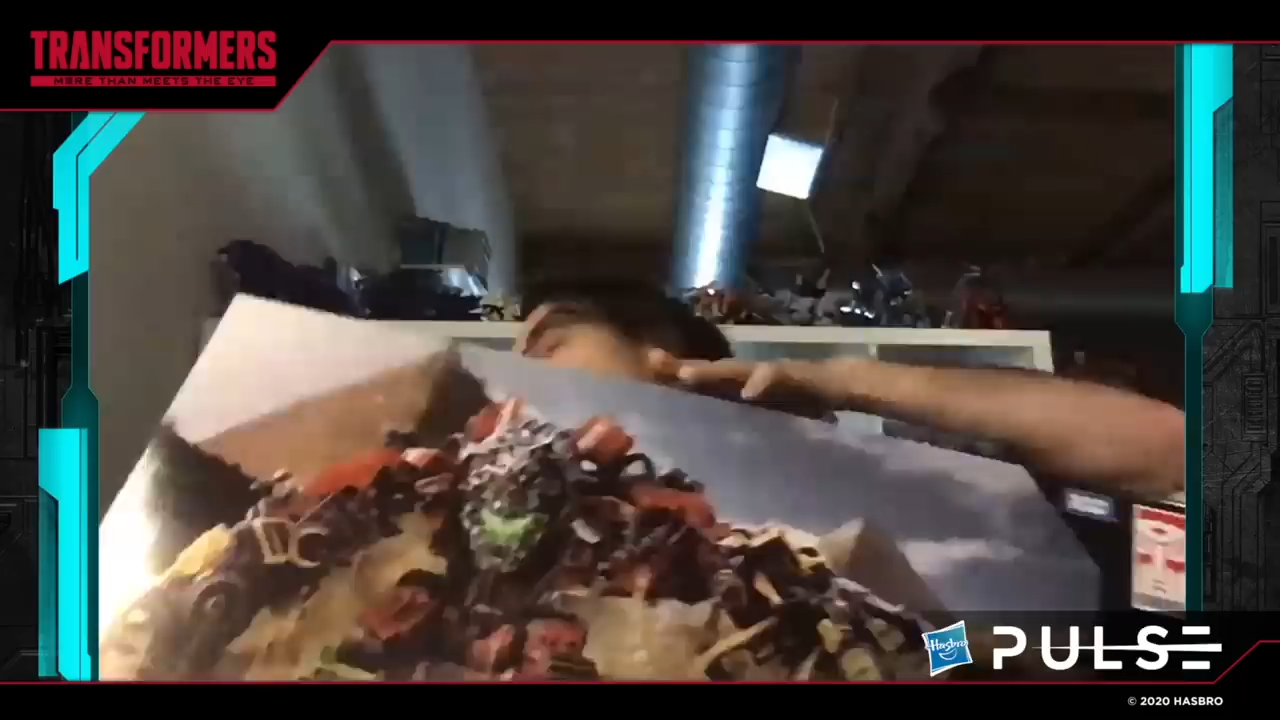 TRANSFORMERS
MORE THAN MEETS THE EYE
Hasbro
PULSE
© 2020 HASBRO